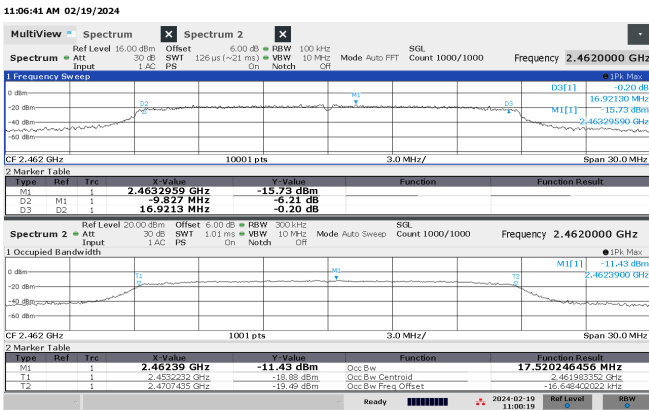 11:06:41 AM 02/19/2024
MultiView Spectrum Spectrum 2
Ref Level 16.00 dBm Offset 6.00 dB RBW 100 kHz SGL
Spectrum Att 30 dB SWT 126 µs (~21 ms) VBW 10 MHz Mode Auto FFT Count 1000/1000 Frequency 2.4620000 GHz
Input 1 AC PS On Notch Off
1 Frequency Sweep 1Pk Max
D3[1] -0.20 dB
16.92130 MHz
M1[1] -15.73 dBm
2.46329590 GHz
0 dBm
-20 dBm
-40 dBm
-60 dBm
D2 M1 D3
CF 2.462 GHz 10001 pts 3.0 MHz/ Span 30.0 MHz
2 Marker Table
Type Ref Trc X-Value Y-Value Function Function Result
M1 1 2.4632959 GHz -15.73 dBm
D2 M1 1 -9.827 MHz -6.21 dB
D3 D2 1 16.9213 MHz -0.20 dB
Ref Level 20.00 dBm Offset 6.00 dB RBW 300 kHz SGL
Spectrum 2 Att 30 dB SWT 1.01 ms VBW 10 MHz Mode Auto Sweep Count 1000/1000 Frequency 2.4620000 GHz
Input 1 AC PS On Notch Off
1 Occupied Bandwidth 1Pk Max
M1[1] -11.43 dBm
2.4623900 GHz
0 dBm
-20 dBm
-40 dBm
-60 dBm
T1 M1 T2
CF 2.462 GHz 1001 pts 3.0 MHz/ Span 30.0 MHz
2 Marker Table
Type Ref Trc X-Value Y-Value Function Function Result
M1 1 2.46239 GHz -11.43 dBm Occ Bw 17.520246456 MHz
T1 1 2.4532232 GHz -18.88 dBm Occ Bw Centroid 2.461983352 GHz
T2 1 2.4707435 GHz -19.49 dBm Occ Bw Freq Offset -16.648402022 kHz
Ready 2024-02-19 11:00:19 Ref Level RBW